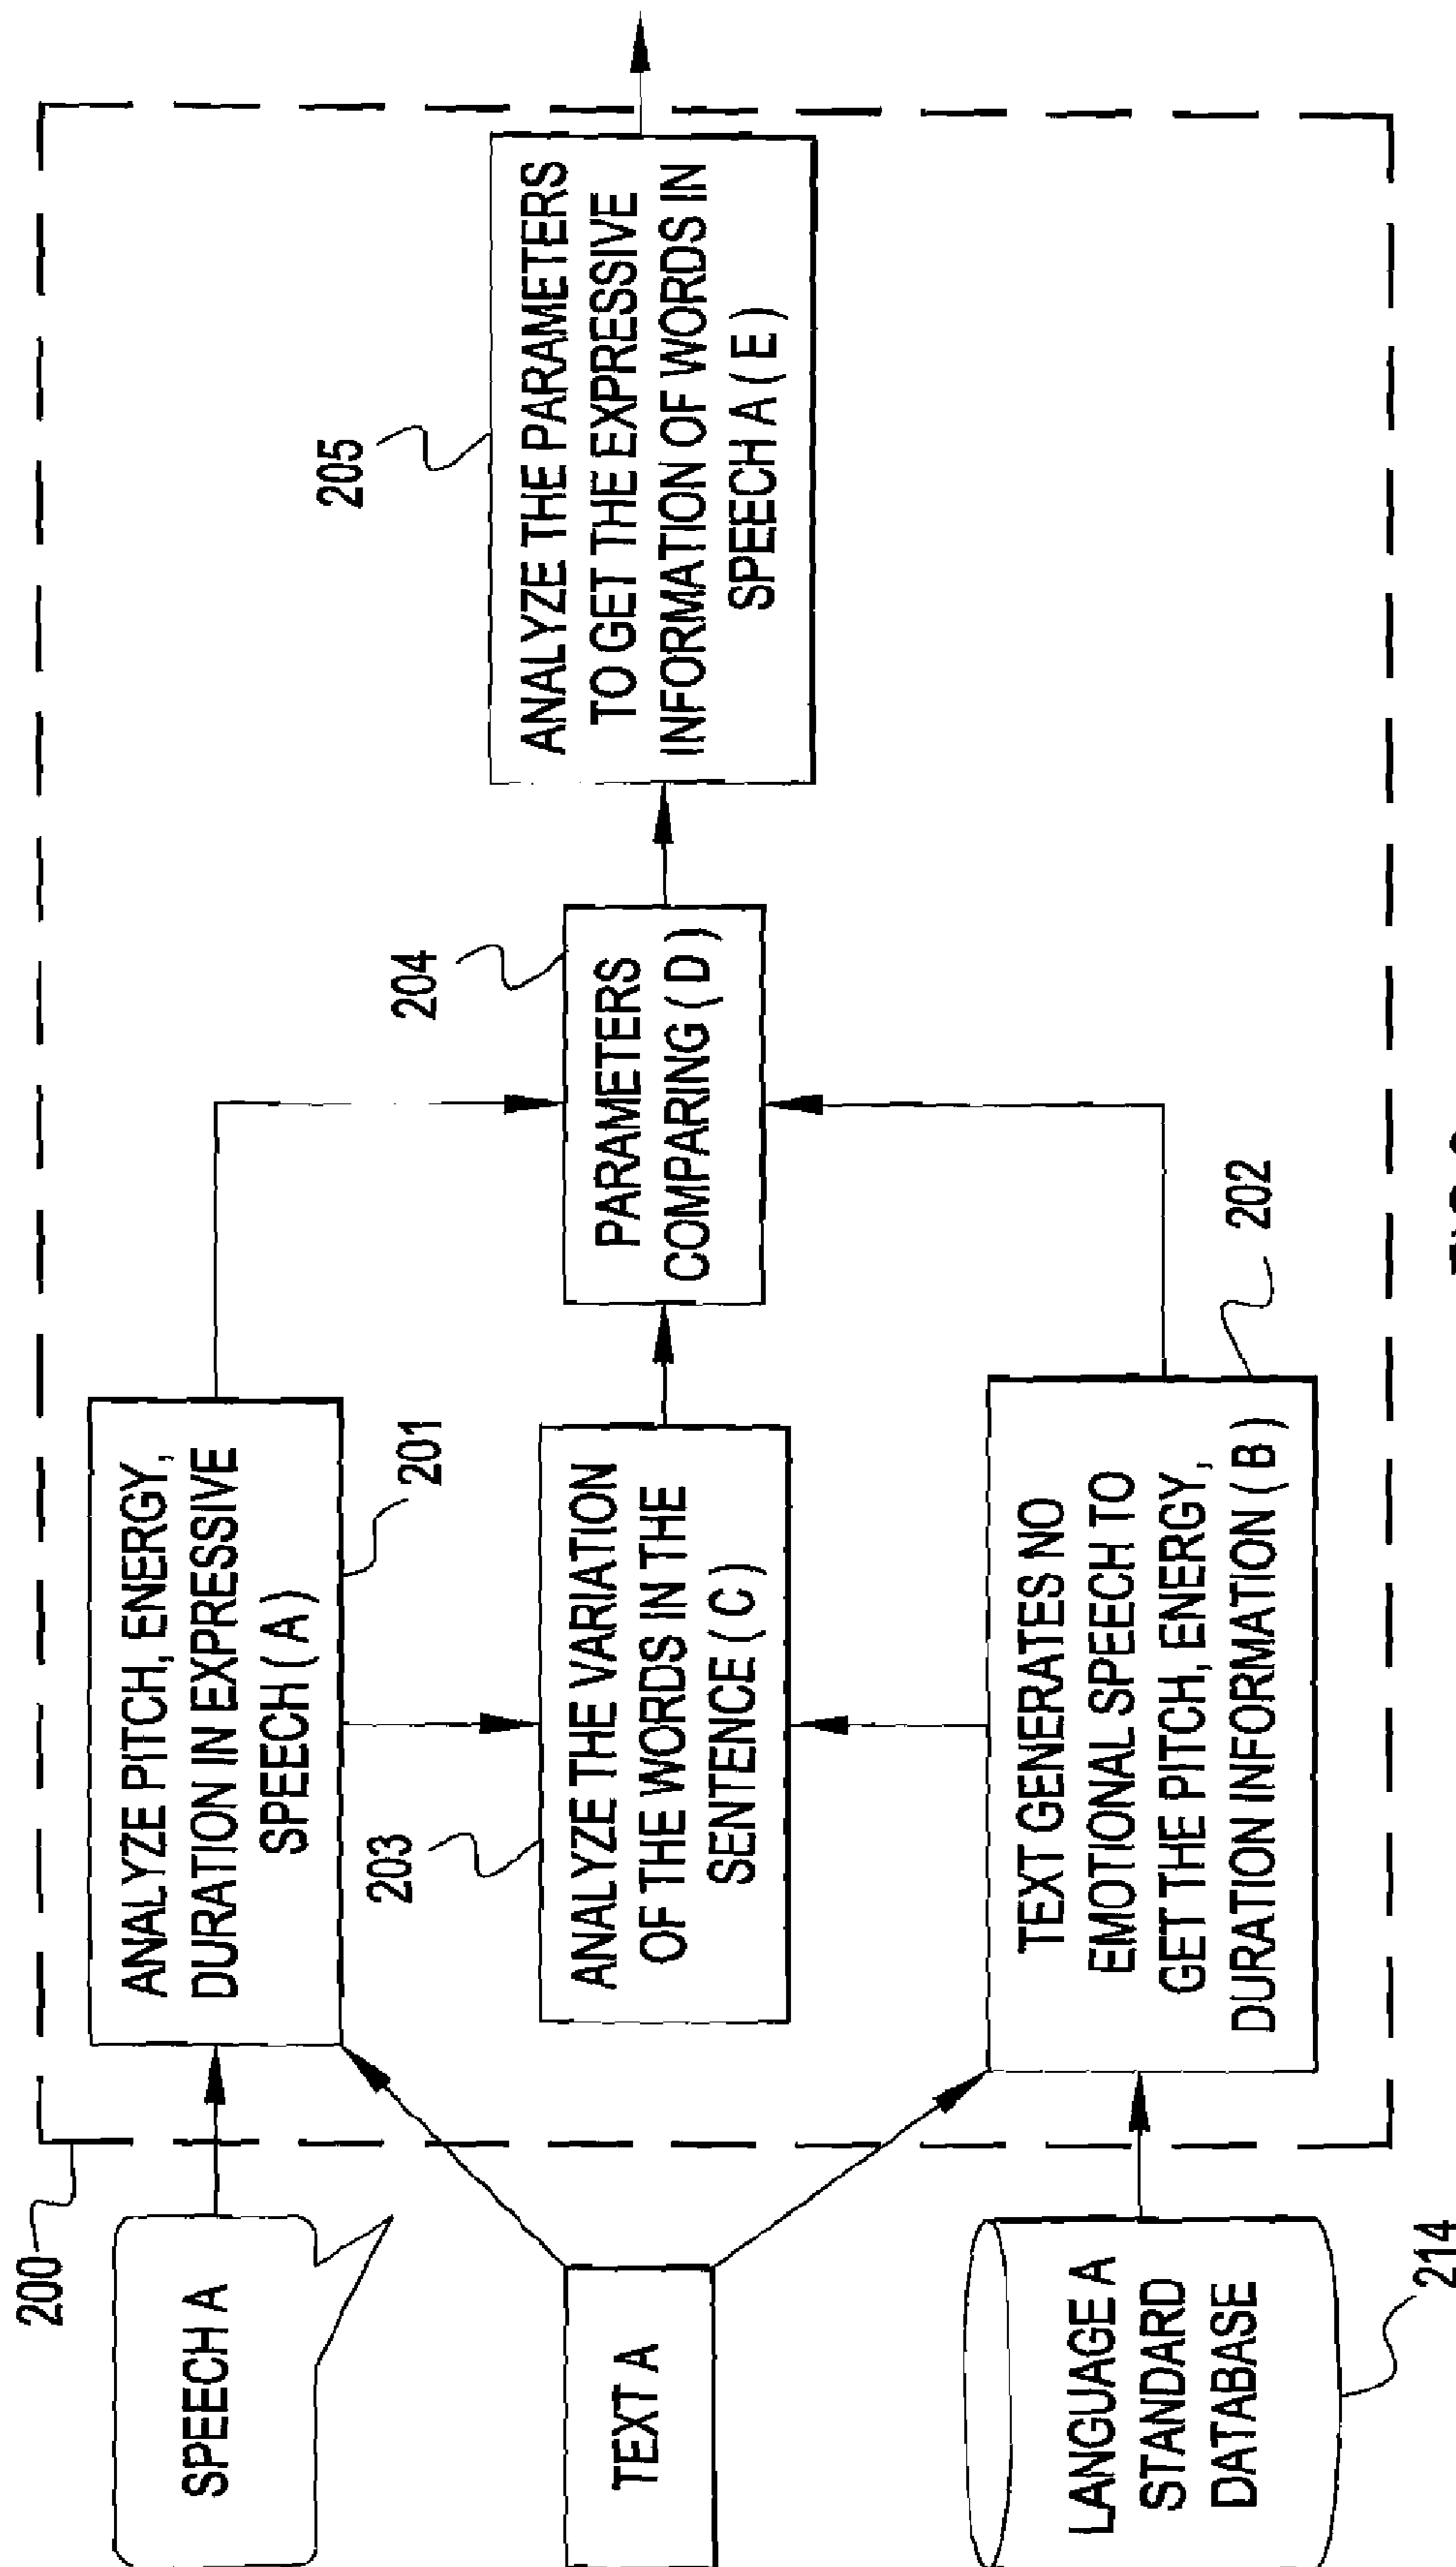 200
SPEECH A
TEXT A
LANGUAGE A
STANDARD
DATABASE
214
ANALYZE PITCH, ENERGY,
DURATION IN EXPRESSIVE
SPEECH ( A )
201
203
ANALYZE THE VARIATION
OF THE WORDS IN THE
SENTENCE ( C )
TEXT GENERATES NO
EMOTIONAL SPEECH TO
GET THE PITCH, ENERGY,
DURATION INFORMATION ( B )
202
204
PARAMETERS
COMPARING ( D )
205
ANALYZE THE PARAMETERS
TO GET THE EXPRESSIVE
INFORMATION OF WORDS IN
SPEECH A ( E )